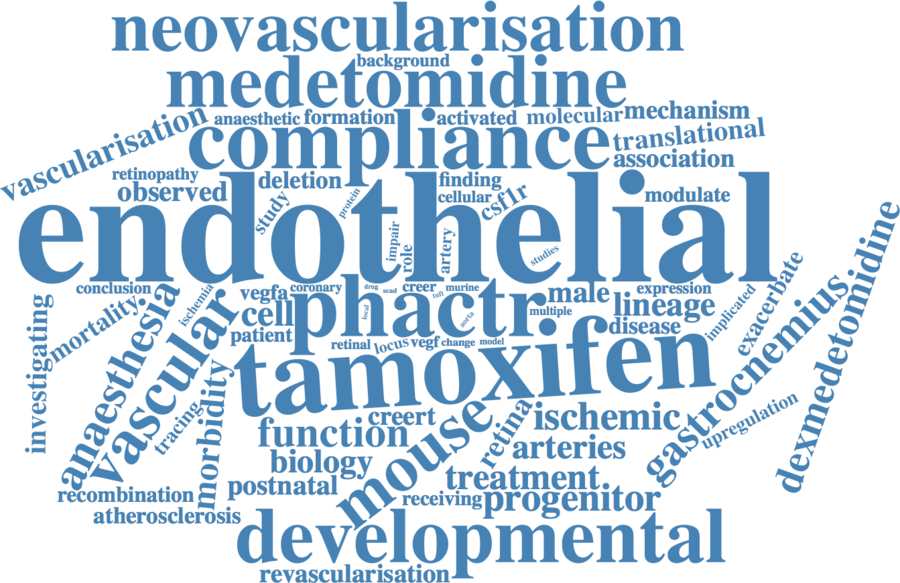 neovascularisation
background
medetomidine
anaesthetic formation activated molecular mechanism
vascularisation
compliance
translational
association
retinopathy
observed
deletion
study
protein
finding
cellular
csf1r
modulate
endothelial
impair
role
artery
studies
conclusion
ischemia
vegfa
coronary
drug
scad
creer
tuft
murine
male
expression
lineage
implicated
exacerbate
dexmedetomidine
investigating
mortality
anaesthesia
vascular
cell
phactr
local
aorta
multiple
disease
patient
retinal
locus
vegf
change
model
gastrocnemius
tamoxifen
tracing
morbidity
function
creert
mouse
retina
ischemic
upregulation
biology
arteries
recombination
postnatal
treatment
receiving
progenitor
atherosclerosis
developmental
revascularisation